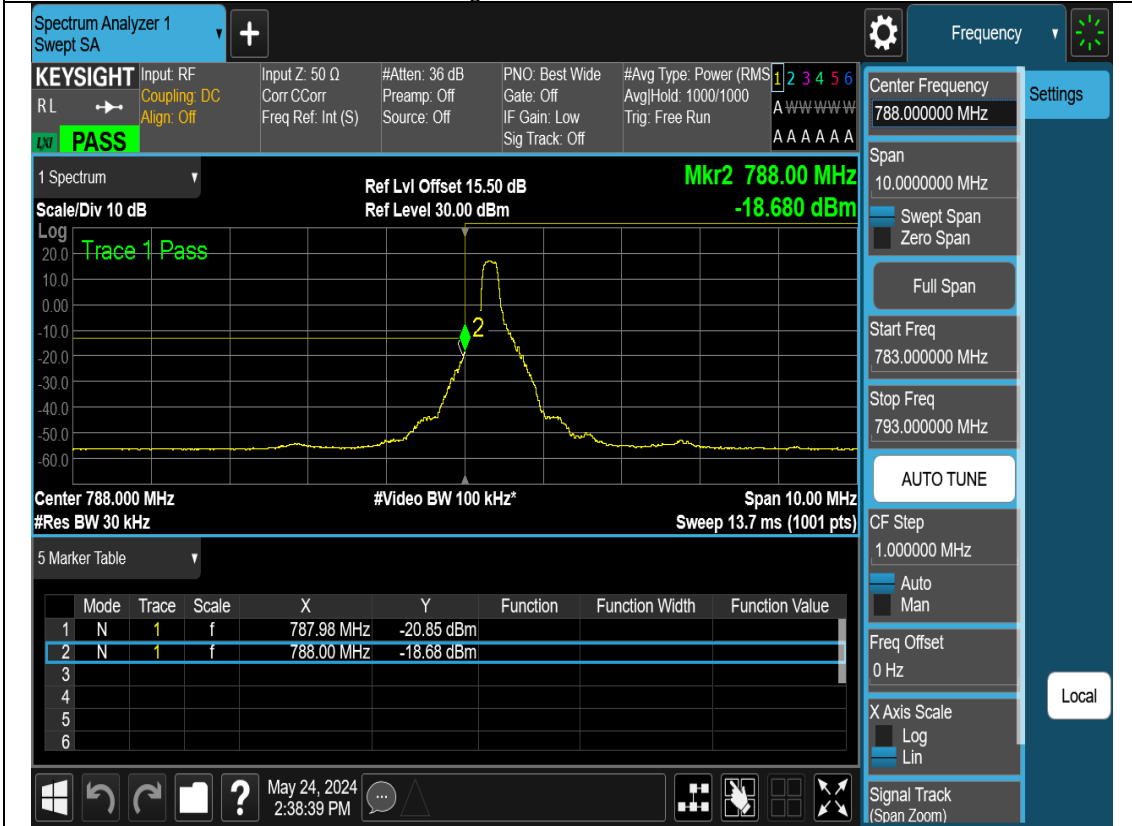 Spectrum Analyzer 1
Swept SA
+
Frequency
KEYSIGHT
RL
LXI PASS
Input: RF
Coupling: DC
Align: Off
Input Z: 50 Ω
Corr CCorr
Freq Ref: Int (S)
#Atten: 36 dB
Preamp: Off
Source: Off
PNO: Best Wide
Gate: Off
IF Gain: Low
Sig Track: Off
#Avg Type: Power (RMS
Avg|Hold: 1000/1000
Trig: Free Run
1 2 3 4 5 6
A W W W W W
A A A A A A
1 Spectrum
Scale/Div 10 dB
Ref Lvl Offset 15.50 dB
Ref Level 30.00 dBm
Mkr2 788.00 MHz
-18.680 dBm
Log
Trace 1 Pass
20.0
10.0
0.00
-10.0
-20.0
-30.0
-40.0
-50.0
-60.0
2
Center 788.000 MHz
#Res BW 30 kHz
#Video BW 100 kHz*
Span 10.00 MHz
Sweep 13.7 ms (1001 pts)
5 Marker Table
Mode Trace Scale X Y Function Function Width Function Value
1 N 1 f 787.98 MHz -20.85 dBm
2 N 1 f 788.00 MHz -18.68 dBm
3
4
5
6
?
May 24, 2024
2:38:39 PM
Center Frequency
788.000000 MHz
Settings
Span
10.0000000 MHz
Swept Span
Zero Span
Full Span
Start Freq
783.000000 MHz
Stop Freq
793.000000 MHz
AUTO TUNE
CF Step
1.000000 MHz
Auto
Man
Freq Offset
0 Hz
Local
X Axis Scale
Log
Lin
Signal Track
(Span Zoom)